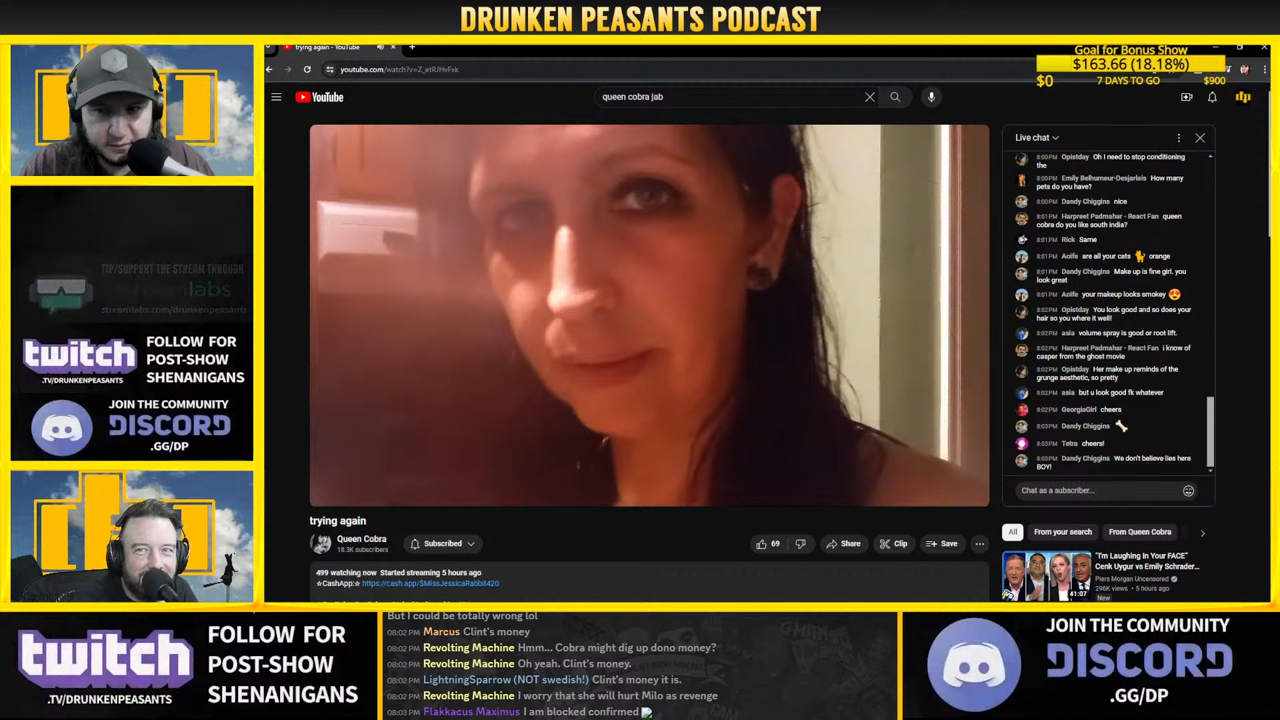 DRUNKEN PEASANTS PODCAST
trying again - YouTube
youtube.com/watch?v=Z_etRJHvFxk
Goal for Bonus Show
$163.66 (18.18%)
$0
7 DAYS TO GO
$900
YouTube
queen cobra jab
Live chat
8:00PM Opistday Oh I need to stop conditioning
the
8:00PM Emily Belhumeur-Desjarlais How many
pets do you have?
8:00PM Dandy Chiggins nice
8:01PM Harpreet Padmahar - React Fan queen
cobra do you like south india?
8:01PM Rick Same
8:01PM Aoife are all your cats 🐈 orange
8:01PM Dandy Chiggins Make up is fine girl. you
look great
8:01PM Aoife your makeup looks smokey 😍
8:02PM Opistday You look good and so does your
hair so you where it well!
8:02PM asia volume spray is good or root lift.
8:02PM Harpreet Padmahar - React Fan i know of
casper from the ghost movie
8:02PM Opistday Her make up reminds of the
grunge aesthetic, so pretty
8:02PM asia but u look good fk whatever
8:02PM GeorgiaGirl cheers
8:03PM Dandy Chiggins 🦴
8:03PM Tetra cheers!
8:03PM Dandy Chiggins We don't believe lies here
BOY!
Chat as a subscriber...
TIP/SUPPORT THE STREAM THROUGH
streamlabs
streamlabs.com/drunkenpeasants
twitch
.TV/DRUNKENPEASANTS
FOLLOW FOR
POST-SHOW
SHENANIGANS
JOIN THE COMMUNITY
DISCORD
.GG/DP
trying again
Queen Cobra
18.3K subscribers
Subscribed
69
Share
Clip
Save
499 watching now Started streaming 5 hours ago
☆CashApp:☆ https://cash.app/$MissJessicaRabbit420
All
From your search
From Queen Cobra
"I'm Laughing In Your FACE"
Cenk Uygur vs Emily Schrader...
Piers Morgan Uncensored
296K views • 5 hours ago
New
41:07
twitch
.TV/DRUNKENPEASANTS
FOLLOW FOR
POST-SHOW
SHENANIGANS
But I could be totally wrong lol
08:02 PM Marcus Clint's money
08:02 PM Revolting Machine Hmm... Cobra might dig up dono money?
08:02 PM Revolting Machine Oh yeah. Clint's money.
08:02 PM LightningSparrow (NOT swedish!) Clint's money it is.
08:02 PM Revolting Machine I worry that she will hurt Milo as revenge
08:03 PM Flakkacus Maximus I am blocked confirmed
JOIN THE COMMUNITY
DISCORD
.GG/DP